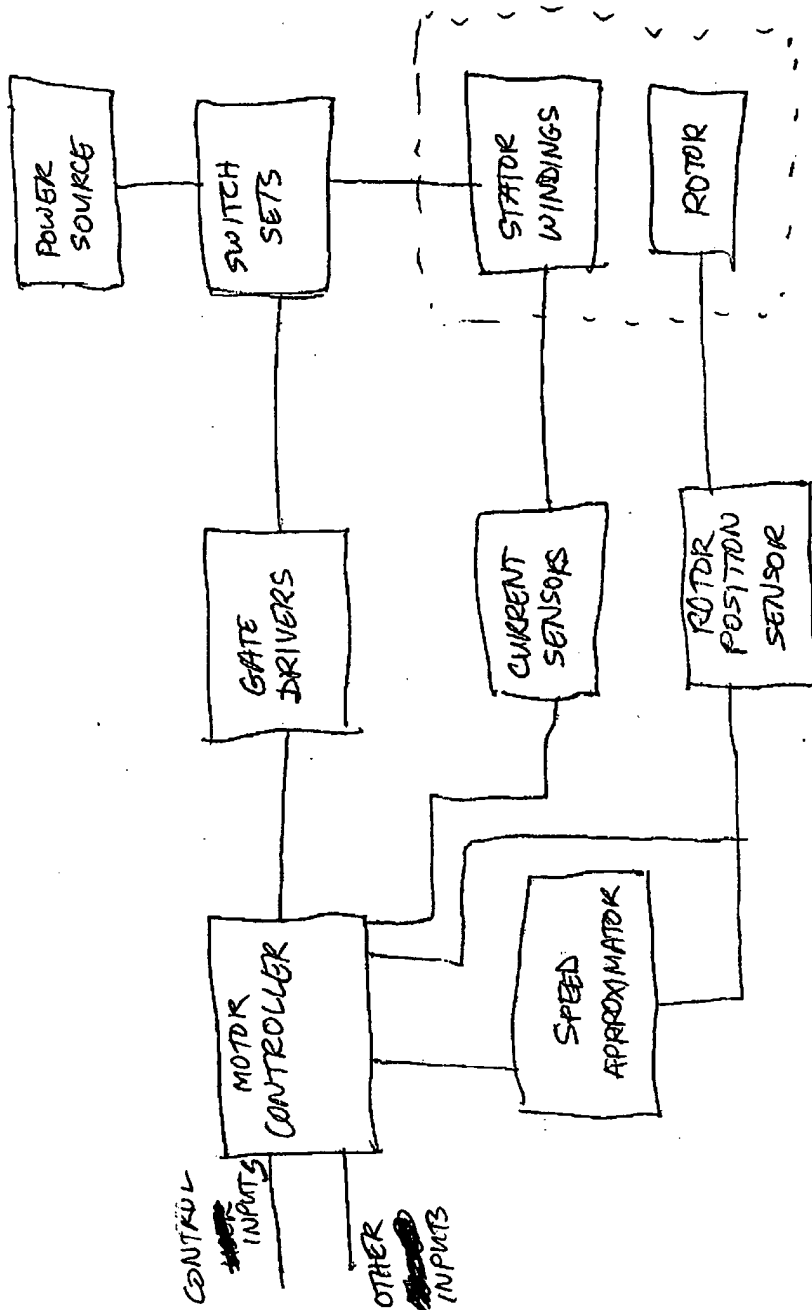 POWER
SOURCE
SWITCH
SETS
STATOR
WINDINGS
ROTOR
GATE
DRIVERS
CURRENT
SENSORS
ROTOR
POSITION
SENSOR
MOTOR
CONTROLLER
SPEED
APPROXIMATOR
CONTROL
INPUTS
OTHER
INPUTS